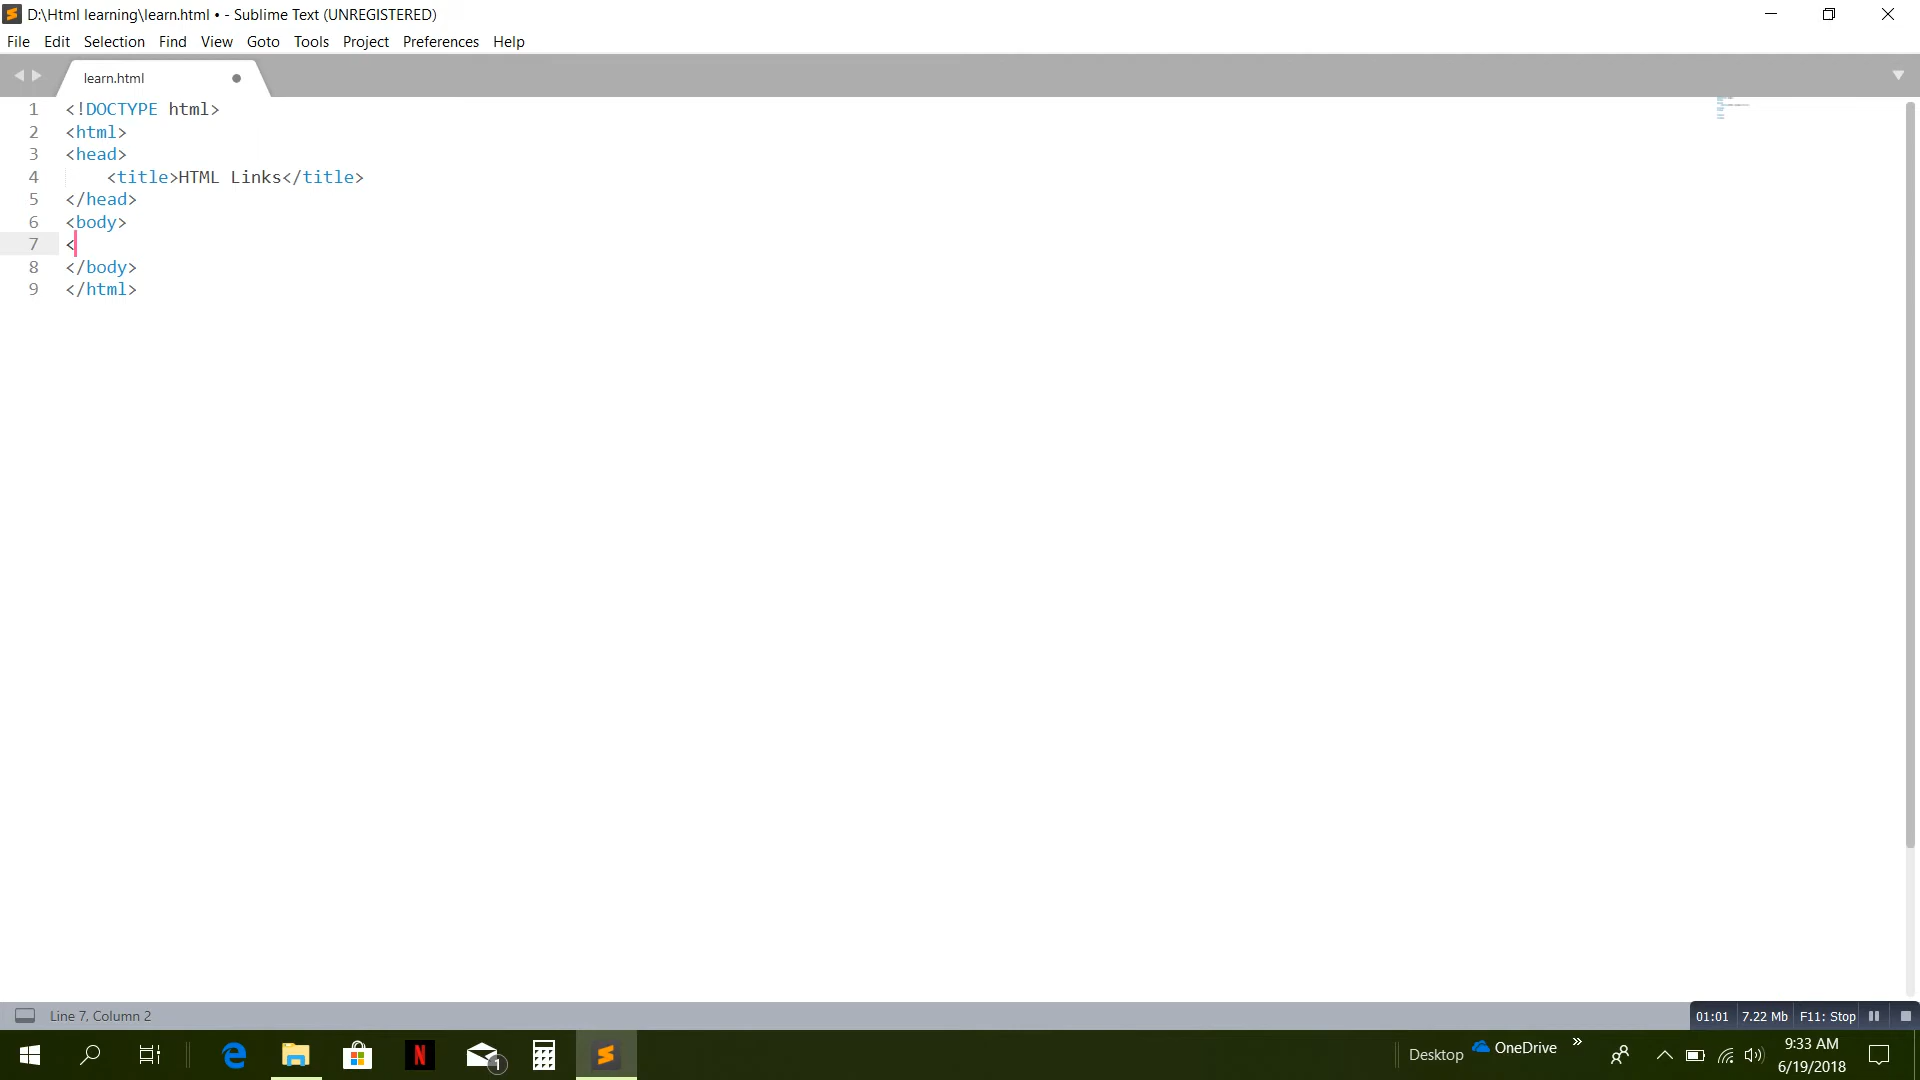 D:\Html learning\learn.html • - Sublime Text (UNREGISTERED)
File Edit Selection Find View Goto Tools Project Preferences Help
learn.html
1 <!DOCTYPE html>
2 <html>
3 <head>
4 <title>HTML Links</title>
5 </head>
6 <body>
7 <
8 </body>
9 </html>
Line 7, Column 2
01:01 7.22 Mb F11: Stop
N 1 Desktop OneDrive » 9:33 AM
6/19/2018